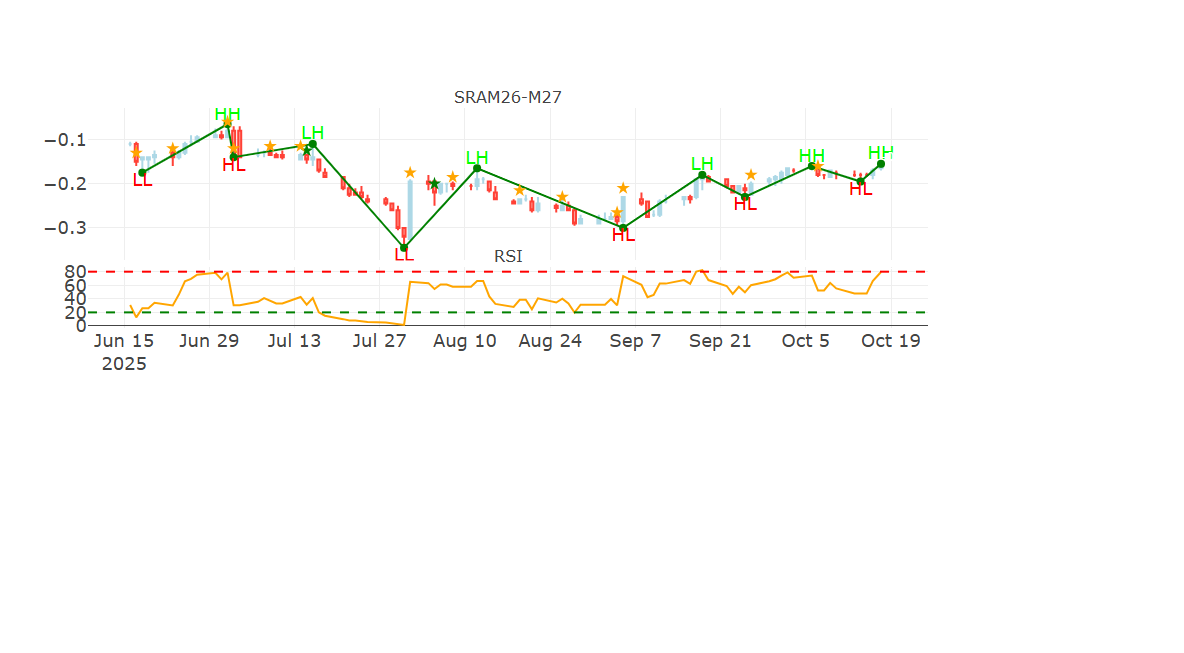 SRAM26-M27
HH
−0.1
LH
HL
LH
HH
HH
LH
LL
−0.2
HL
HL
−0.3
HL
LL
RSI
80
60
40
20
0
Jun 15 Jun 29 Jul 13 Jul 27 Aug 10 Aug 24 Sep 7 Sep 21 Oct 5 Oct 19
2025